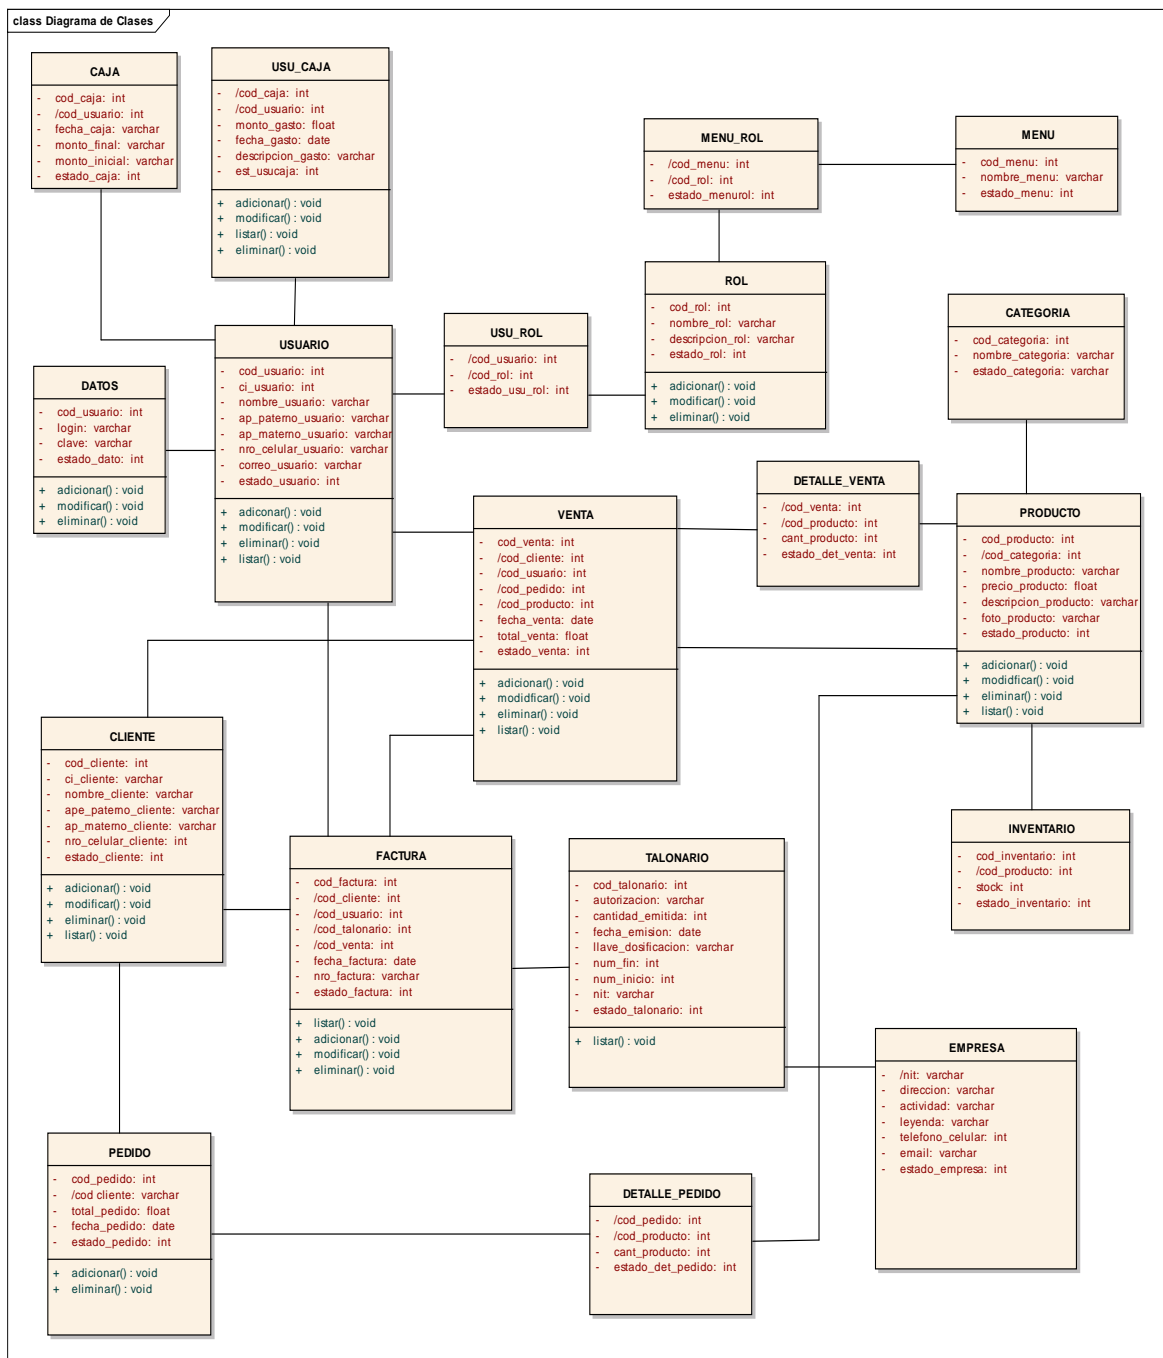 class Diagrama de Clases
CAJA
- cod_caja: int
- /cod_usuario: int
- fecha_caja: varchar
- monto_final: varchar
- monto_inicial: varchar
- estado_caja: int
USU_CAJA
- /cod_caja: int
- /cod_usuario: int
- monto_gasto: float
- fecha_gasto: date
- descripcion_gasto: varchar
- est_usucaja: int
+ adicionar() : void
+ modificar() : void
+ listar() : void
+ eliminar() : void
MENU_ROL
- /cod_menu: int
- /cod_rol: int
- estado_menurol: int
MENU
- cod_menu: int
- nombre_menu: varchar
- estado_menu: int
ROL
- cod_rol: int
- nombre_rol: varchar
- descripcion_rol: varchar
- estado_rol: int
+ adicionar() : void
+ modificar() : void
+ eliminar() : void
CATEGORIA
- cod_categoria: int
- nombre_categoria: varchar
- estado_categoria: varchar
USU_ROL
- /cod_usuario: int
- /cod_rol: int
- estado_usu_rol: int
USUARIO
- cod_usuario: int
- ci_usuario: int
- nombre_usuario: varchar
- ap_paterno_usuario: varchar
- ap_materno_usuario: varchar
- nro_celular_usuario: int
- correo_usuario: varchar
- estado_usuario: int
+ adiconar() : void
+ modificar() : void
+ eliminar() : void
+ listar() : void
DATOS
- cod_usuario: int
- login: varchar
- clave: varchar
- estado_dato: int
+ adicionar() : void
+ modificar() : void
+ eliminar() : void
DETALLE_VENTA
- /cod_venta: int
- /cod_producto: int
- cant_producto: int
- estado_det_venta: int
VENTA
- cod_venta: int
- /cod_cliente: int
- /cod_usuario: int
- /cod_pedido: int
- /cod_producto: int
- fecha_venta: date
- total_venta: float
- estado_venta: int
+ adicionar() : void
+ modidficar() : void
+ eliminar() : void
+ listar() : void
PRODUCTO
- cod_producto: int
- /cod_categoria: int
- nombre_producto: varchar
- precio_producto: float
- descripcion_producto: varchar
- foto_producto: varchar
- estado_producto: int
+ adicionar() : void
+ modidficar() : void
+ eliminar() : void
+ listar() : void
CLIENTE
- cod_cliente: int
- ci_cliente: varchar
- nombre_cliente: varchar
- ape_paterno_cliente: varchar
- ap_materno_cliente: varchar
- nro_celular_cliente: int
- estado_cliente: int
+ adicionar() : void
+ modificar() : void
+ eliminar() : void
+ listar() : void
INVENTARIO
- cod_inventario: int
- /cod_producto: int
- stock: int
- estado_inventario: int
FACTURA
- cod_factura: int
- /cod_cliente: int
- /cod_usuario: int
- /cod_talonario: int
- /cod_venta: int
- fecha_factura: date
- nro_factura: varchar
- estado_factura: int
+ listar() : void
+ adicionar() : void
+ modificar() : void
+ eliminar() : void
TALONARIO
- cod_talonario: int
- autorizacion: varchar
- cantidad_emitida: int
- fecha_emision: date
- llave_dosificacion: varchar
- num_fin: int
- num_inicio: int
- nit: varchar
- estado_talonario: int
+ listar() : void
EMPRESA
- /nit: varchar
- direccion: varchar
- actividad: varchar
- leyenda: varchar
- telefono_celular: int
- email: varchar
- estado_empresa: int
PEDIDO
- cod_pedido: int
- /cod cliente: varchar
- total_pedido: float
- fecha_pedido: date
- estado_pedido: int
+ adicionar() : void
+ eliminar() : void
DETALLE_PEDIDO
- /cod_pedido: int
- /cod_producto: int
- cant_producto: int
- estado_det_pedido: int